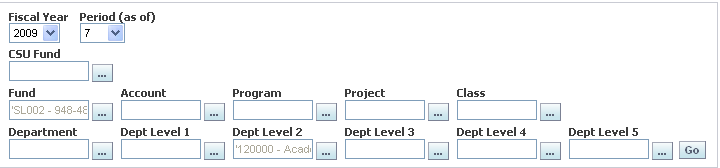 Fiscal Year Period (as of)
2009 7
CSU Fund
...
Fund Account Program Project Class
'SL002 - 948-48 ... ... ... ... ...
Department Dept Level 1 Dept Level 2 Dept Level 3 Dept Level 4 Dept Level 5
... ... '120000 - Acad ... ... ... ... Go